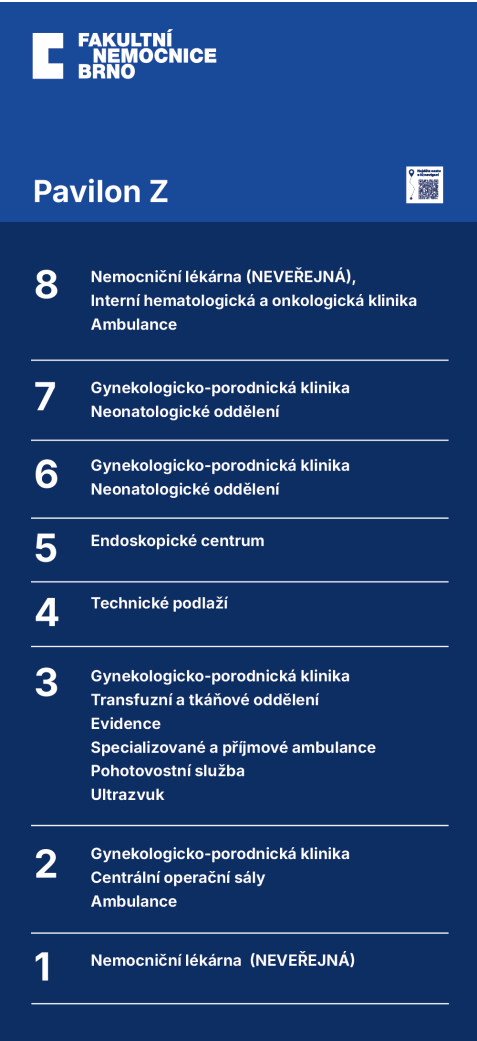 FAKULTNÍ
NEMOCNICE
BRNO
Pavilon Z
8
Nemocniční lékárna (NEVEŘEJNÁ),
Interní hematologická a onkologická klinika
Ambulance
7
Gynekologicko-porodnická klinika
Neonatologické oddělení
6
Gynekologicko-porodnická klinika
Neonatologické oddělení
5
Endoskopické centrum
4
Technické podlaží
3
Gynekologicko-porodnická klinika
Transfuzní a tkáňové oddělení
Evidence
Specializované a příjmové ambulance
Pohotovostní služba
Ultrazvuk
2
Gynekologicko-porodnická klinika
Centrální operační sály
Ambulance
1
Nemocniční lékárna  (NEVEŘEJNÁ)